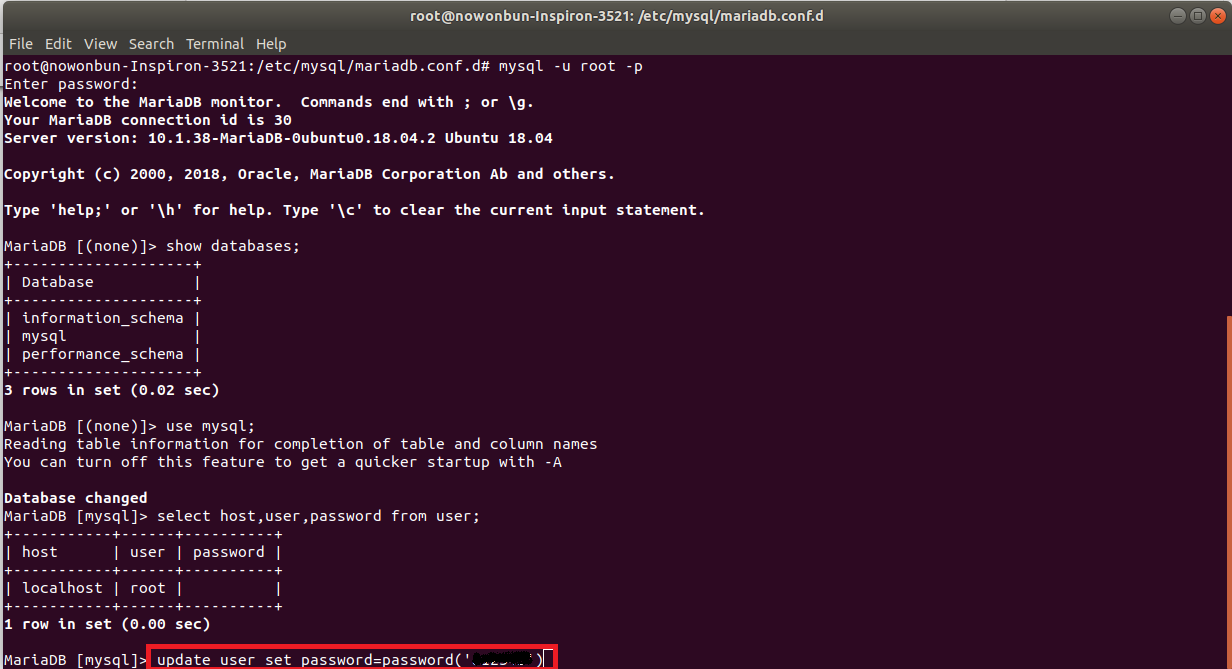 root@nowonbun-Inspiron-3521: /etc/mysql/mariadb.conf.d
File Edit View Search Terminal Help
root@nowonbun-Inspiron-3521:/etc/mysql/mariadb.conf.d# mysql -u root -p
Enter password:
Welcome to the MariaDB monitor.  Commands end with ; or \g.
Your MariaDB connection id is 30
Server version: 10.1.38-MariaDB-0ubuntu0.18.04.2 Ubuntu 18.04
Copyright (c) 2000, 2018, Oracle, MariaDB Corporation Ab and others.
Type 'help;' or '\h' for help. Type '\c' to clear the current input statement.
MariaDB [(none)]> show databases;
+--------------------+
| Database           |
+--------------------+
| information_schema |
| mysql              |
| performance_schema |
+--------------------+
3 rows in set (0.02 sec)
MariaDB [(none)]> use mysql;
Reading table information for completion of table and column names
You can turn off this feature to get a quicker startup with -A
Database changed
MariaDB [mysql]> select host,user,password from user;
+-----------+------+----------+
| host      | user | password |
+-----------+------+----------+
| localhost | root |          |
+-----------+------+----------+
1 row in set (0.00 sec)
MariaDB [mysql]> update user set password=password('')